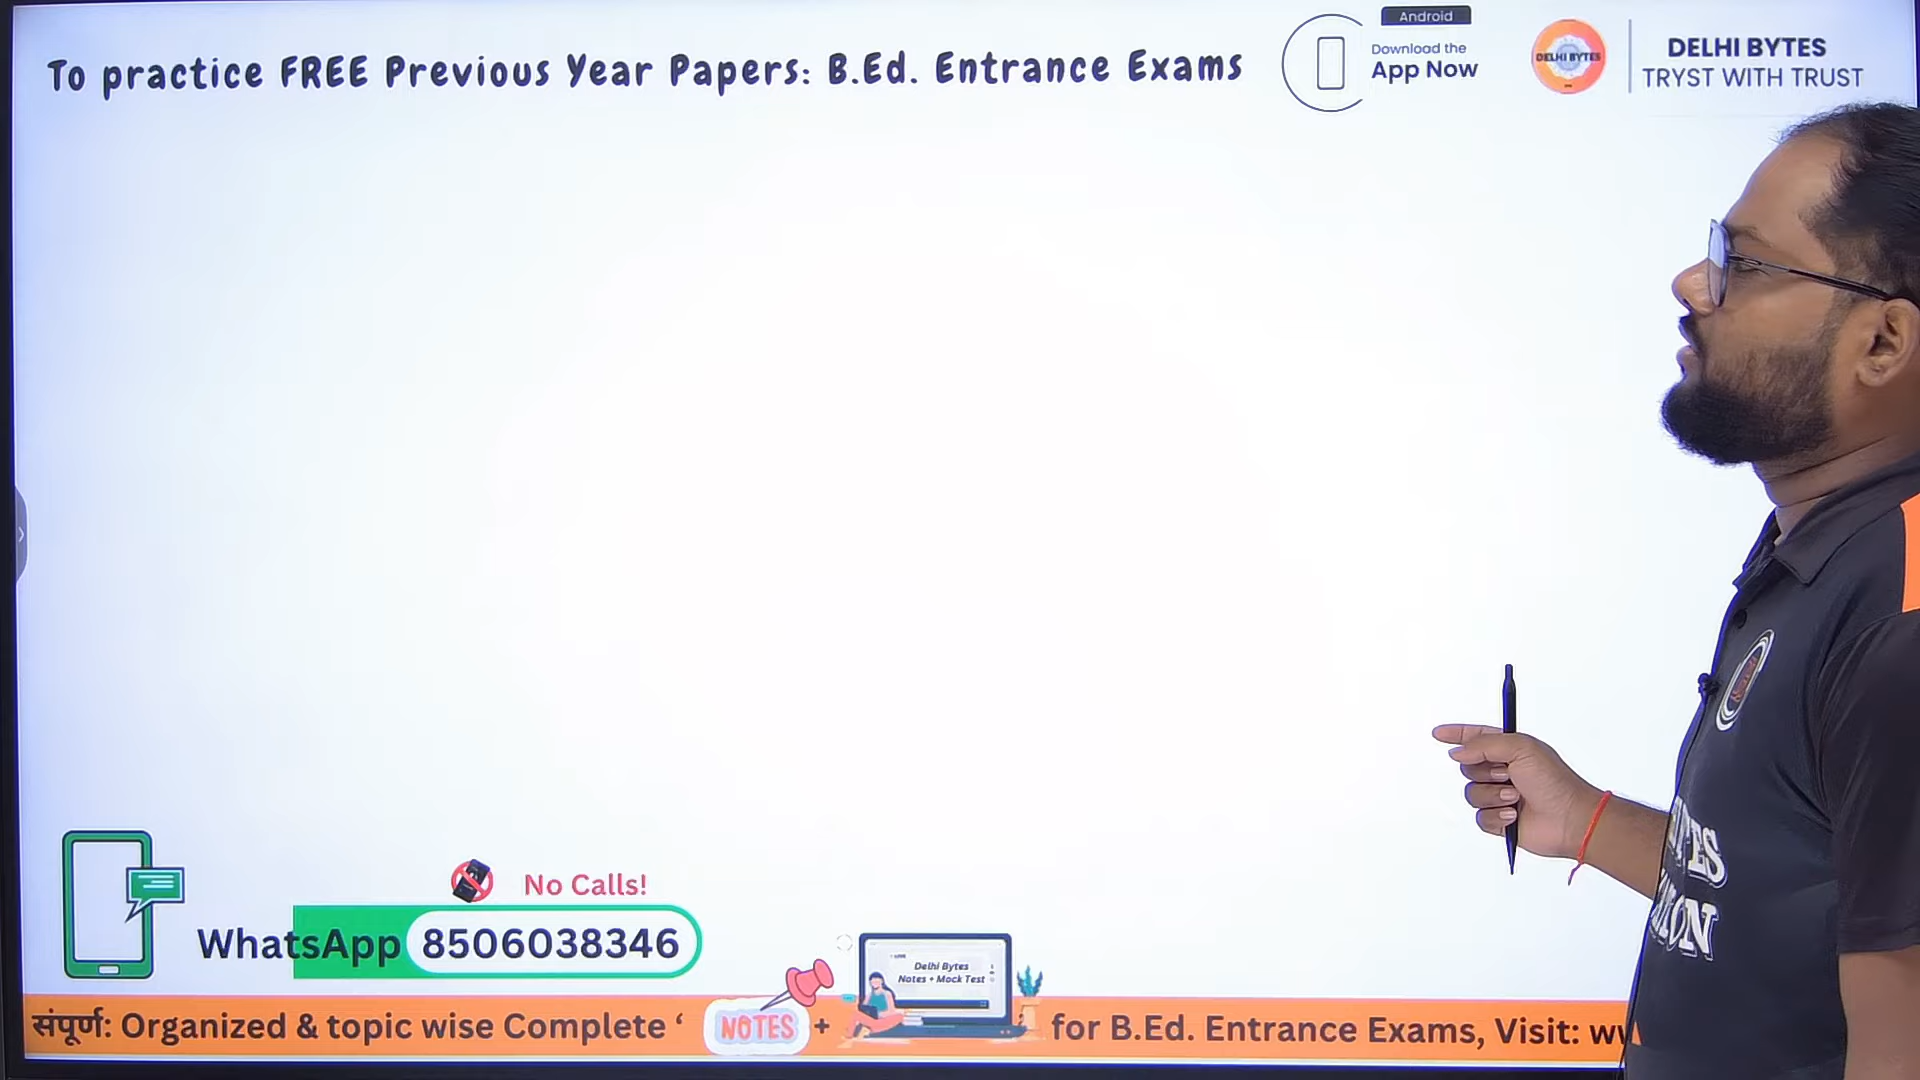 To practice FREE Previous Year Papers: B.Ed. Entrance Exams
Android
Download the
App Now
DELHI BYTES
DELHI BYTES
TRYST WITH TRUST
No Calls!
WhatsApp 8506038346
Delhi Bytes
Notes + Mock Test
संपूर्ण: Organized & topic wise Complete ‘ NOTES + for B.Ed. Entrance Exams, Visit: